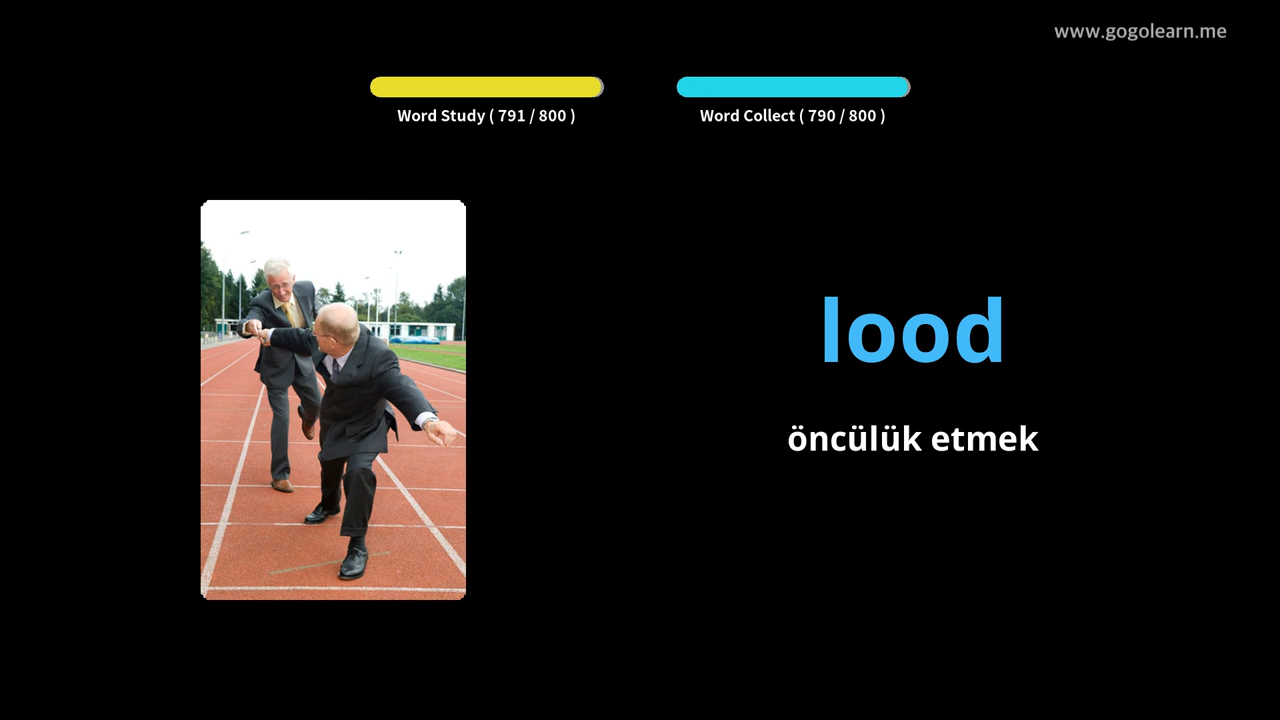 www.gogolearn.me
Word Study ( 791 / 800 )
Word Collect ( 790 / 800 )
lood
öncülük etmek